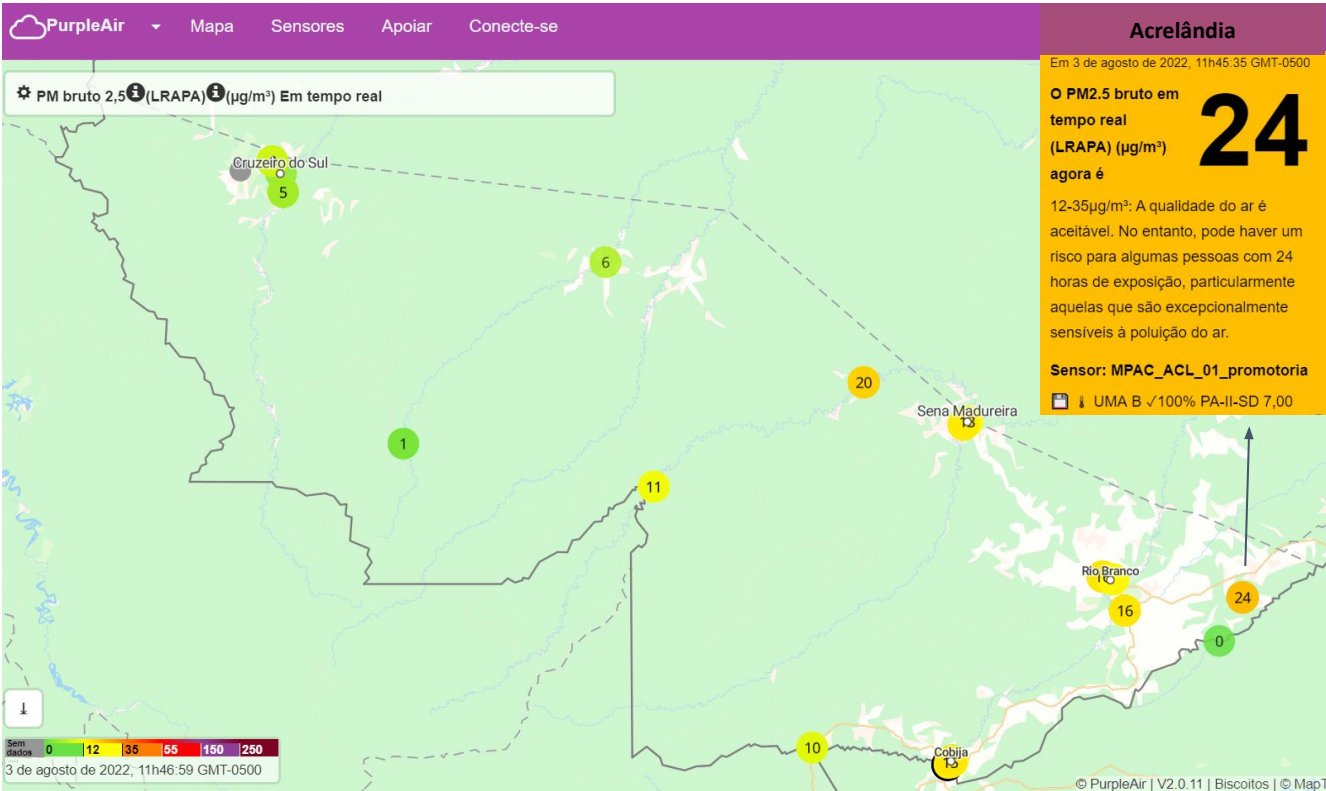 PurpleAir
Mapa
Sensores
Apoiar
Conecte-se
Acrelândia
Em 3 de agosto de 2022, 11h45:35 GMT-0500
O PM2.5 bruto em
tempo real
(LRAPA) (µg/m³)
agora é
24
12-35µg/m³: A qualidade do ar é
aceitável. No entanto, pode haver um
risco para algumas pessoas com 24
horas de exposição, particularmente
aquelas que são excepcionalmente
sensíveis à poluição do ar.
Sensor: MPAC_ACL_01_promotoria
UMA B ✓100% PA-II-SD 7,00
PM bruto 2,5 (LRAPA) (µg/m³) Em tempo real
Cruzeiro do Sul
5
6
20
Sena Madureira
13
1
11
Rio Branco
24
16
0
10
Cobija
Sem dados 0 12 35 55 150 250
3 de agosto de 2022, 11h46:59 GMT-0500
© PurpleAir | V2.0.11 | Biscoitos | © MapT